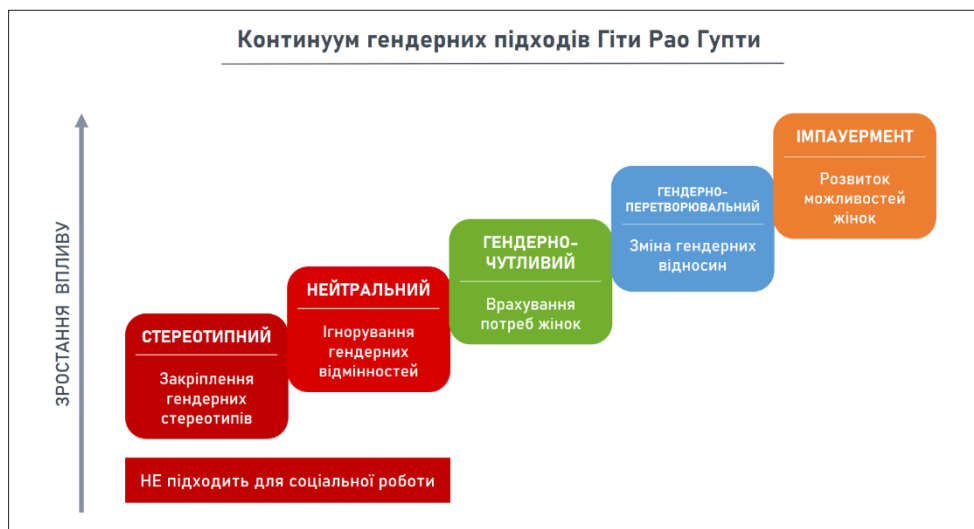 Континуум гендерних підходів Гіти Рао Гупти
ЗРОСТАННЯ ВПЛИВУ
СТЕРЕОТИПНИЙ
Закріплення
гендерних
стереотипів
НЕЙТРАЛЬНИЙ
Ігнорування
гендерних
відмінностей
ГЕНДЕРНО-
ЧУТЛИВИЙ
Врахування
потреб жінок
ГЕНДЕРНО-
ПЕРЕТВОРЮВАЛЬНИЙ
Зміна гендерних
відносин
ІМПАУЕРМЕНТ
Розвиток
можливостей
жінок
НЕ підходить для соціальної роботи